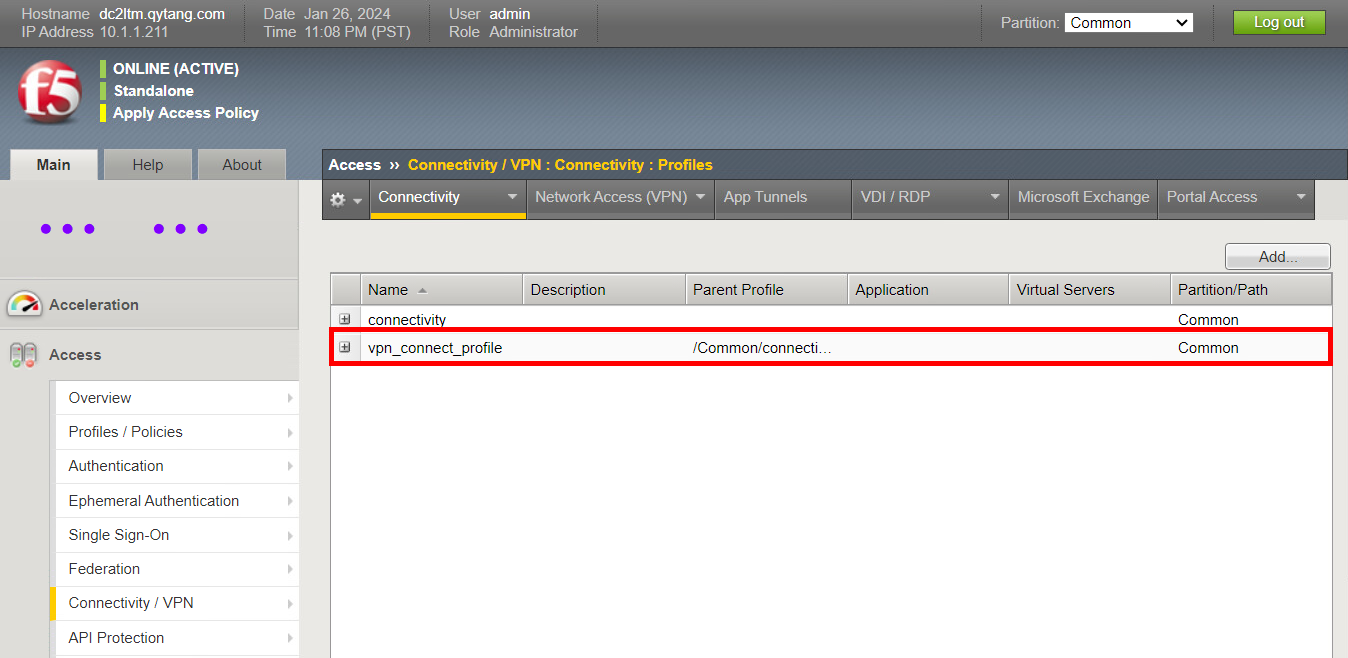 Hostname dc2ltm.qytang.com
IP Address 10.1.1.211
Date Jan 26, 2024
Time 11:08 PM (PST)
User admin
Role Administrator
Partition: Common
Log out
f5
ONLINE (ACTIVE)
Standalone
Apply Access Policy
Main
Help
About
Access ›› Connectivity / VPN : Connectivity : Profiles
Connectivity
Network Access (VPN)
App Tunnels
VDI / RDP
Microsoft Exchange
Portal Access
Acceleration
Access
Overview
Profiles / Policies
Authentication
Ephemeral Authentication
Single Sign-On
Federation
Connectivity / VPN
API Protection
Add...
Name Description Parent Profile Application Virtual Servers Partition/Path
connectivity Common
vpn_connect_profile /Common/connecti... Common